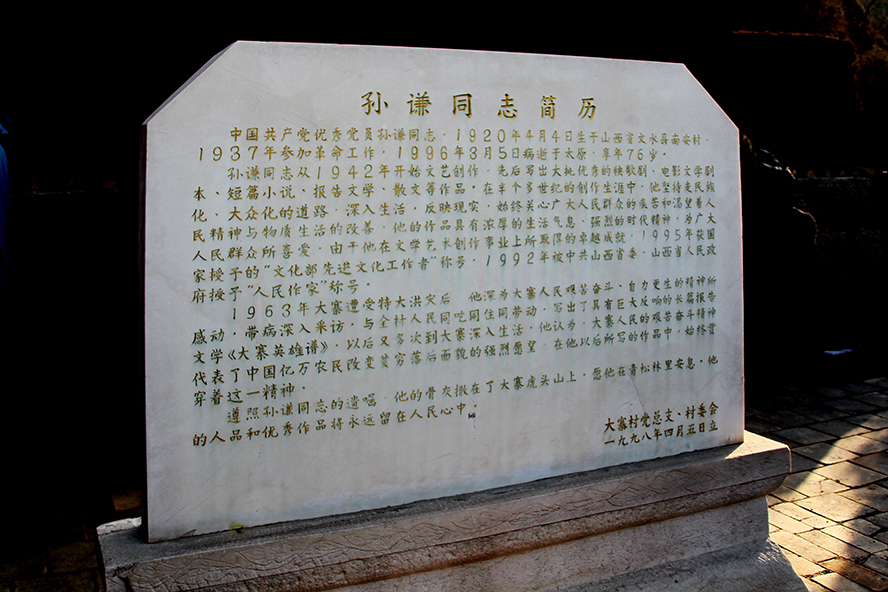 孙谦同志简历
中国共产党优秀党员孙谦同志，1920年4月4日生于山西省文水县南安村，
1937年参加革命工作，1996年3月5日病逝于太原，享年76岁。
孙谦同志从1942年开始文艺创作，先后写出大批优秀的秧歌剧、电影文学剧
本、短篇小说、报告文学、散文等作品，在半个多世纪的创作生涯中，他坚持走民族
化、大众化的道路，深入生活，反映现实，始终关心广大人民群众的疾苦和渴望着人
民精神与物质生活的改善，他的作品具有浓厚的生活气息，强烈的时代精神，为广大
人民群众所喜爱。由于他在文学艺术创作事业上所取得的卓越成就，1995年获国
家授予的“文化部先进文化工作者”称号，1992年被中共山西省委、山西省人民政
府授予“人民作家”称号。
1963年大寨遭受特大洪灾后，他深为大寨人民艰苦奋斗、自力更生的精神所
感动，带病深入采访，与全村人民同吃同住同劳动，写出了具有巨大反响的长篇报告
文学《大寨英雄谱》，以后又多次到大寨深入生活，他认为，大寨人民的艰苦奋斗精神
代表了中国亿万农民改变贫穷落后面貌的强烈愿望，在他以后所写的作品中，始终贯
穿着这一精神。
遵照孙谦同志的遗嘱，他的骨灰撒在了大寨虎头山上，愿他在青松林里安息，他
的人品和优秀作品将永远留在人民心中。
大寨村党总支、村委会
一九九八年四月五日立